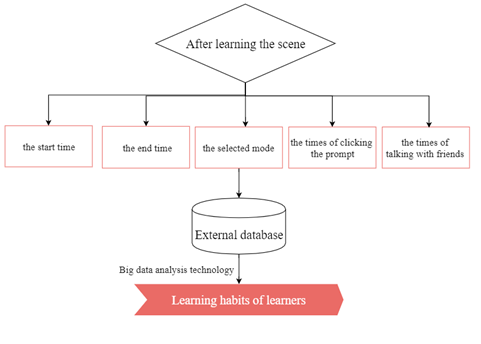 After learning the scene
the start time
the end time
the selected mode
the times of clicking
the prompt
the times of
talking with friends
External database
Big data analysis technology
Learning habits of learners